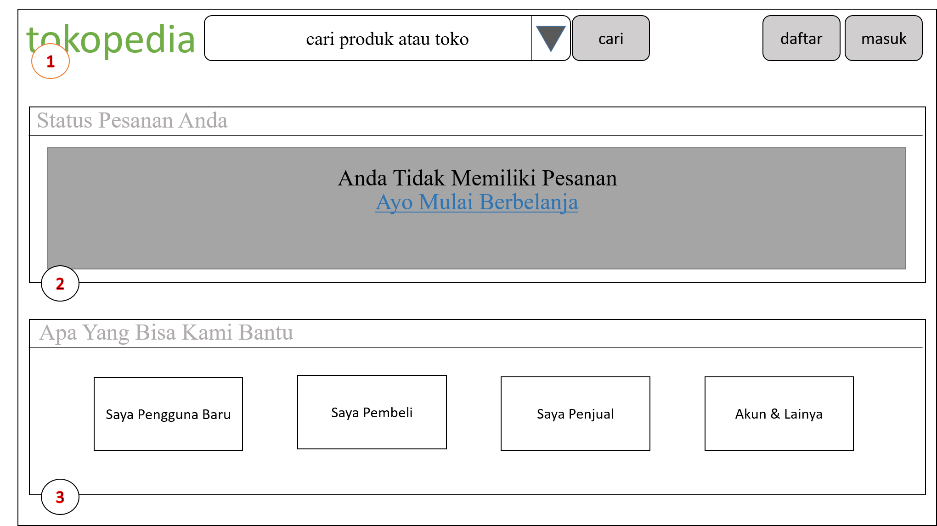 tokopedia
cari produk atau toko
cari
daftar
masuk
1
Status Pesanan Anda
Anda Tidak Memiliki Pesanan
Ayo Mulai Berbelanja
2
Apa Yang Bisa Kami Bantu
Saya Pengguna Baru
Saya Pembeli
Saya Penjual
Akun & Lainya
3